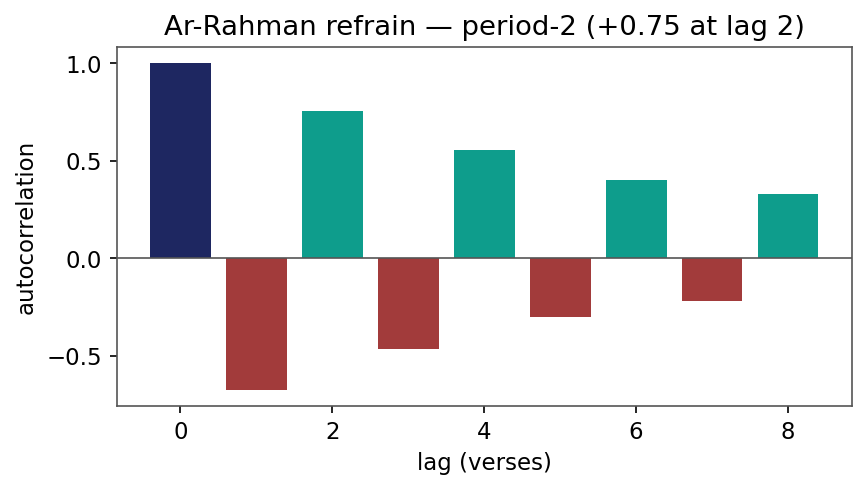 Ar-Rahman refrain — period-2 (+0.75 at lag 2)
autocorrelation
1.0
0.5
0.0
−0.5
0 2 4 6 8
lag (verses)